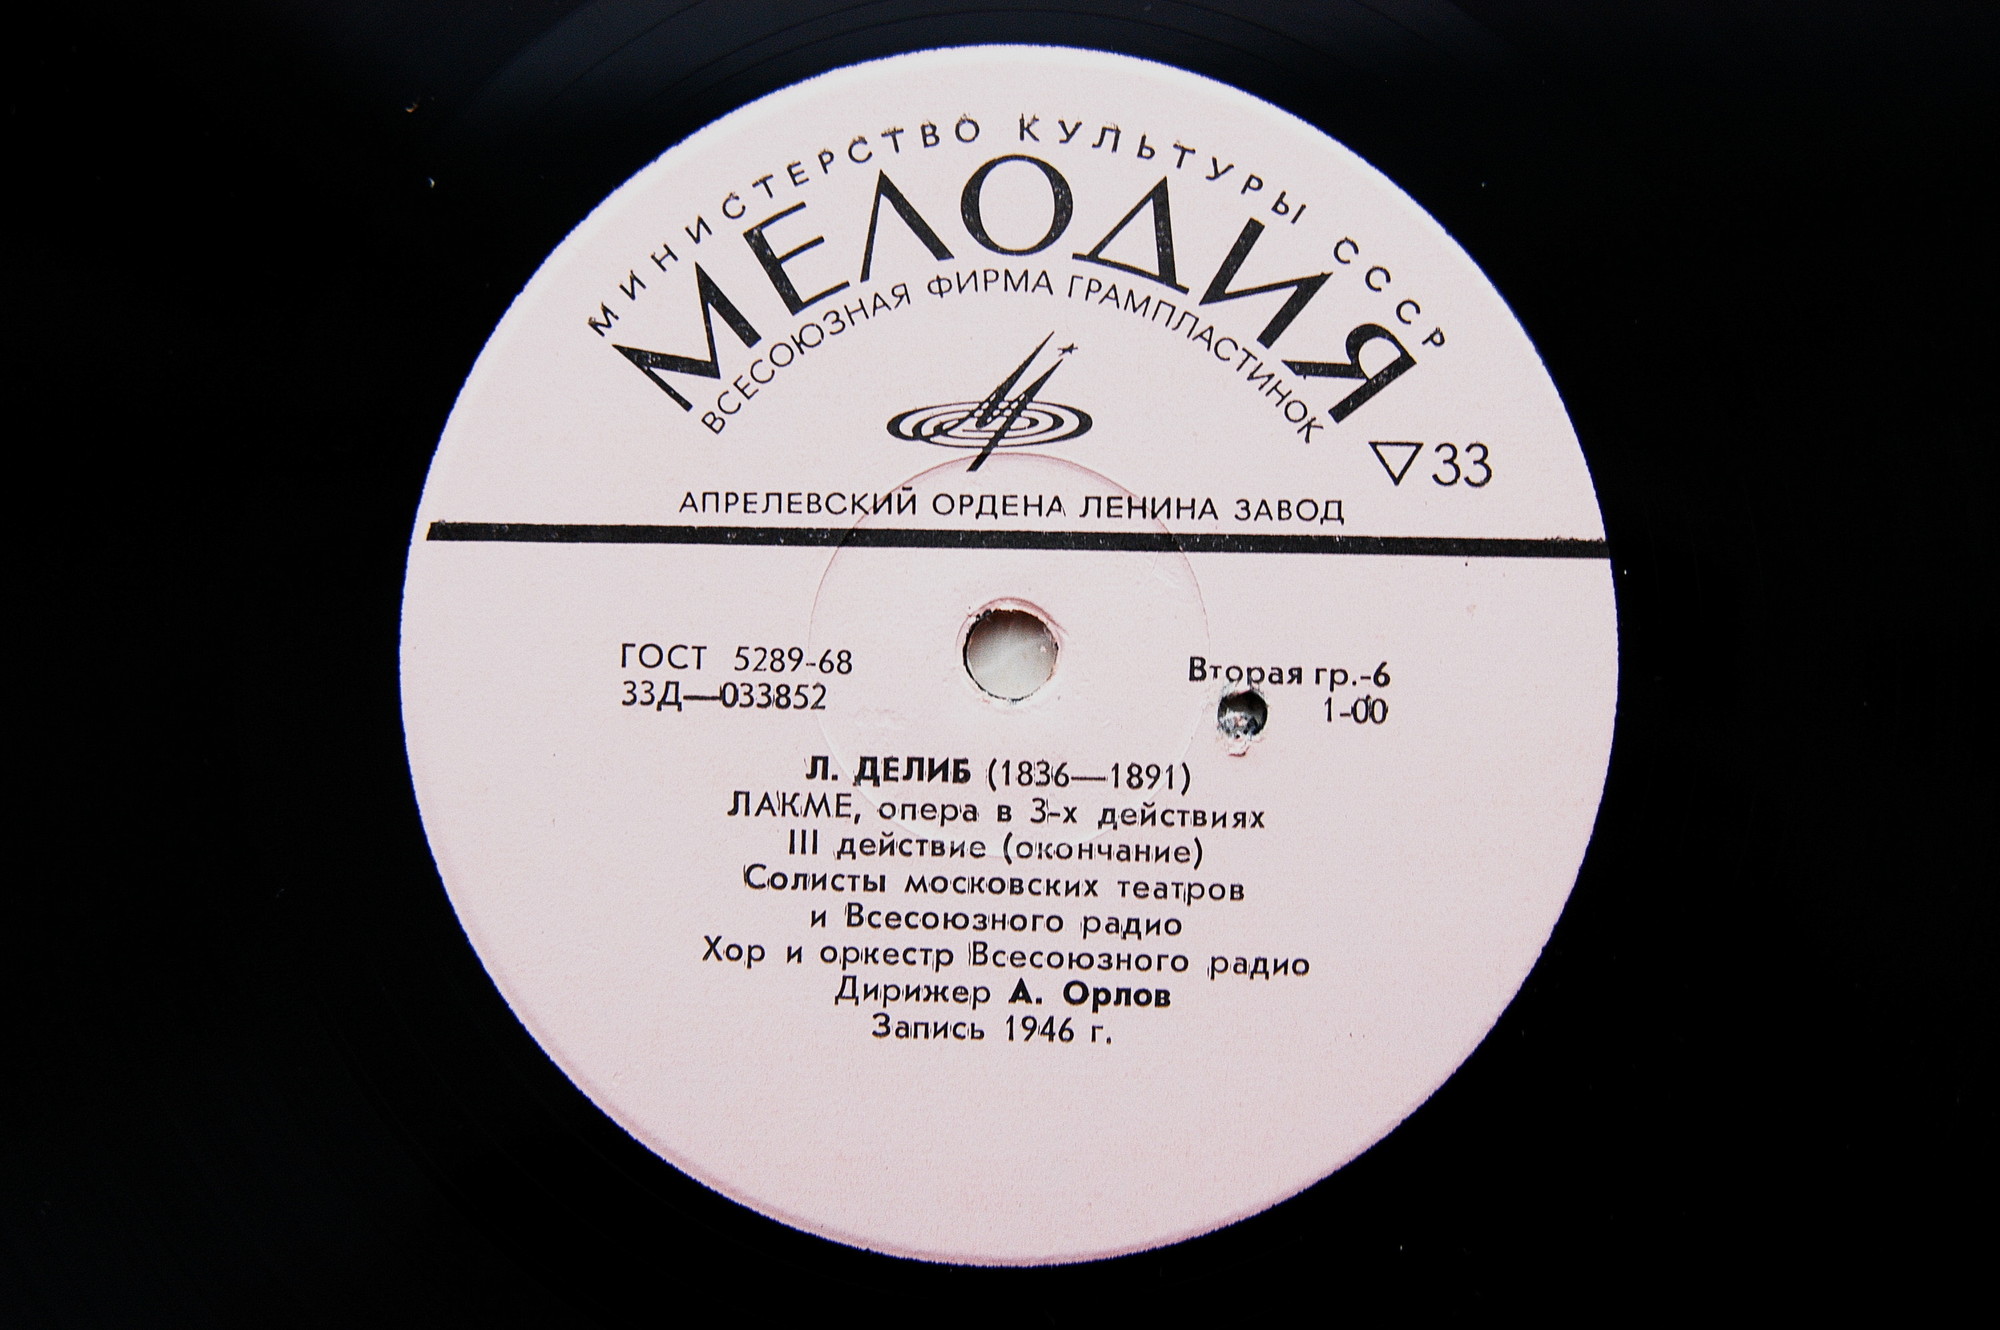 МИНИСТЕРСТВО КУЛЬТУРЫ СССР
МЕЛОДИЯ
ВСЕСОЮЗНАЯ ФИРМА ГРАМПЛАСТИНОК
▽33
АПРЕЛЕВСКИЙ ОРДЕНА ЛЕНИНА ЗАВОД
ГОСТ 5289-68
33Д—033852
Вторая гр.-6
1-00
Л. ДЕЛИБ (1836—1891)
ЛАКМЕ, опера в 3-х действиях
III действие (окончание)
Солисты московских театров
и Всесоюзного радио
Хор и оркестр Всесоюзного радио
Дирижер А. Орлов
Запись 1946 г.